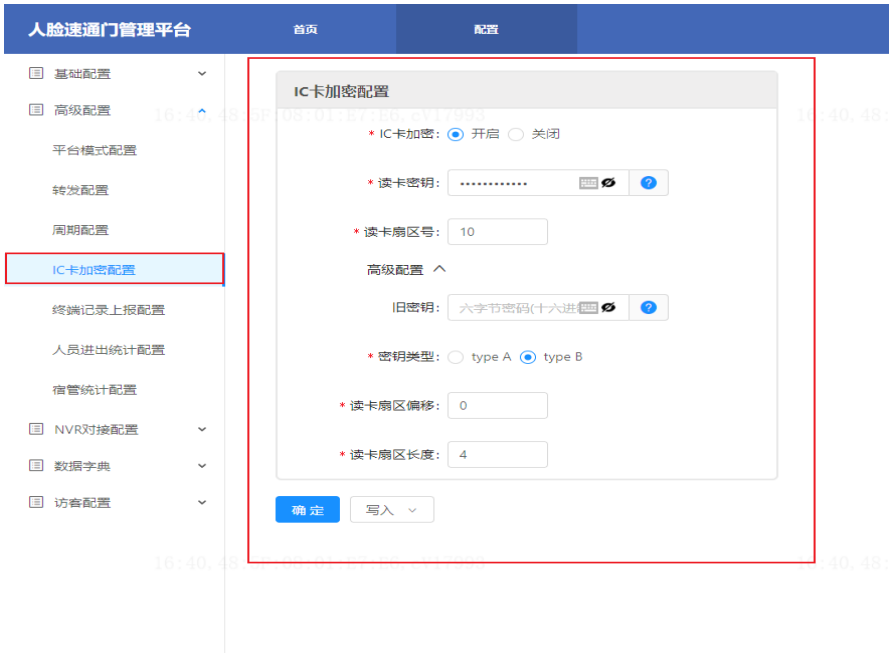 人脸速通门管理平台
首页
配置
基础配置
高级配置
平台模式配置
转发配置
周期配置
IC卡加密配置
终端记录上报配置
人员进出统计配置
宿管统计配置
NVR对接配置
数据字典
访客配置
IC卡加密配置
* IC卡加密： 开启 关闭
* 读卡密钥： ············ ?
* 读卡扇区号： 10
高级配置
旧密钥： 六字节密码(十六进 ?
* 密钥类型： type A type B
* 读卡扇区偏移： 0
* 读卡扇区长度： 4
确定 写入